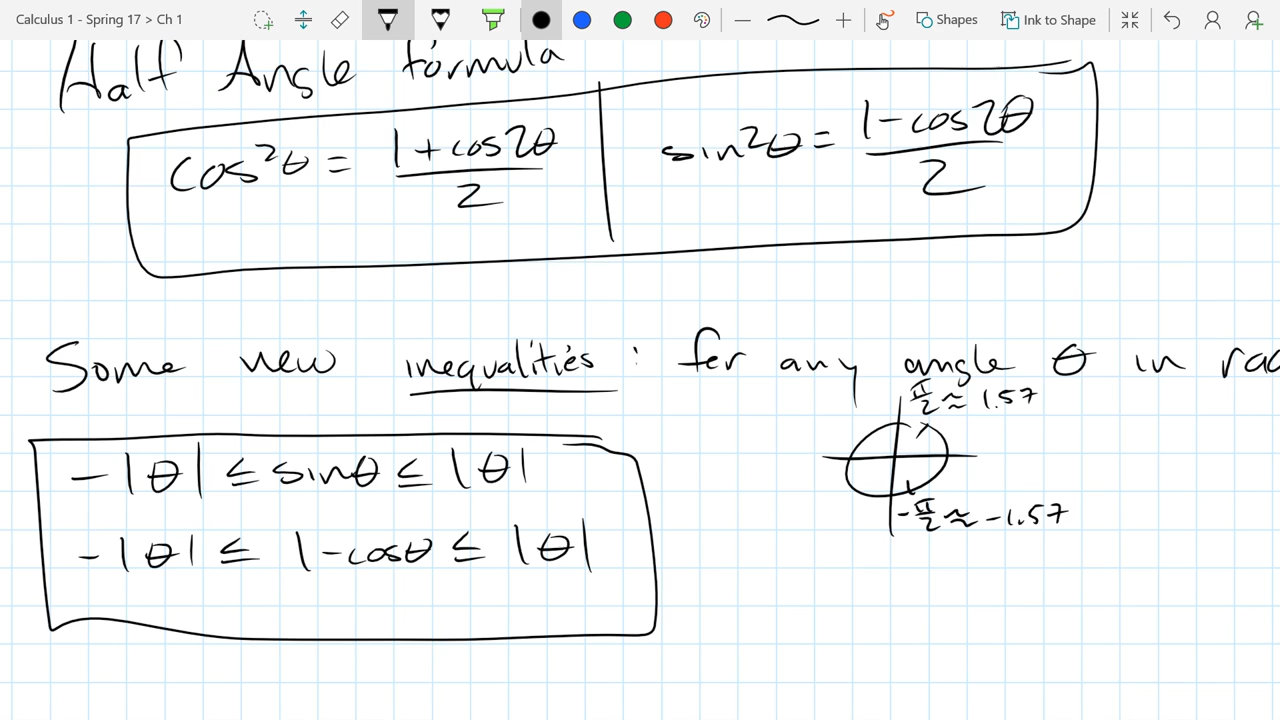 Calculus 1 - Spring 17 > Ch 1
Shapes
Ink to Shape
Half Angle formula
cos²θ = (1+cos2θ)/2
sin²θ = (1-cos2θ)/2
Some new inequalities: for any angle θ in rad
π/2 ≈ 1.57
-|θ| ≤ sinθ ≤ |θ|
-π/2 ≈ -1.57
-|θ| ≤ 1-cosθ ≤ |θ|